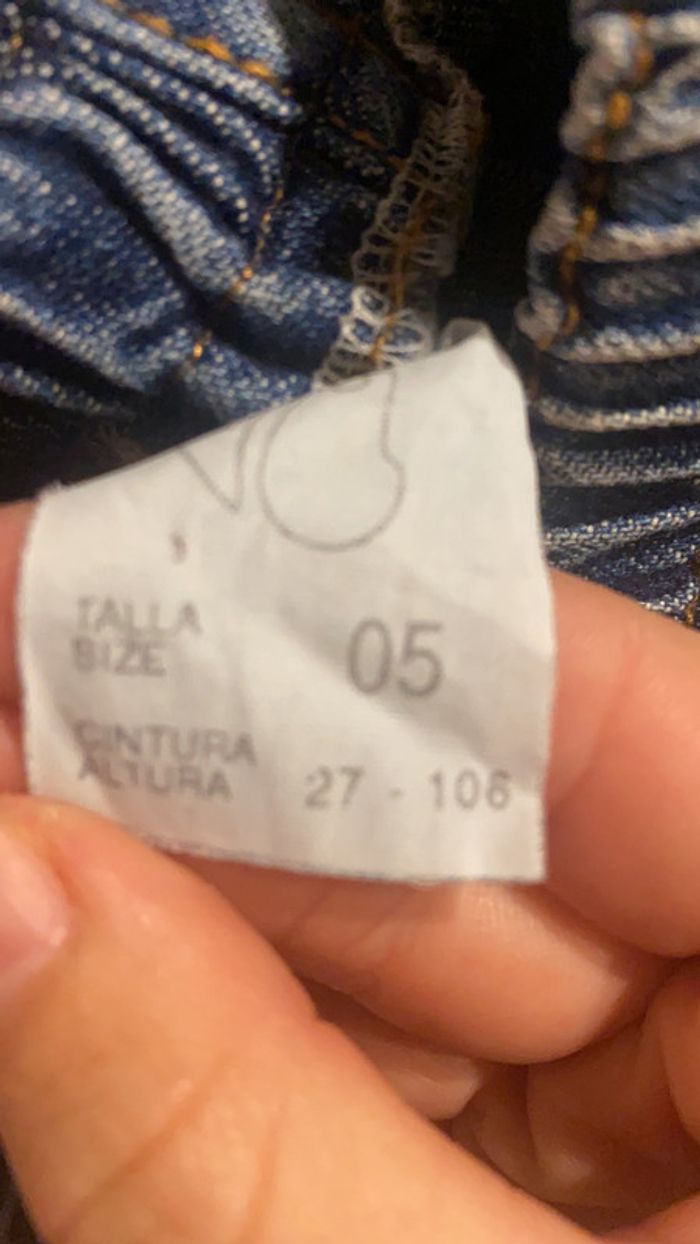 TALLA
SIZE
05
CINTURA
ALTURA
27 - 106